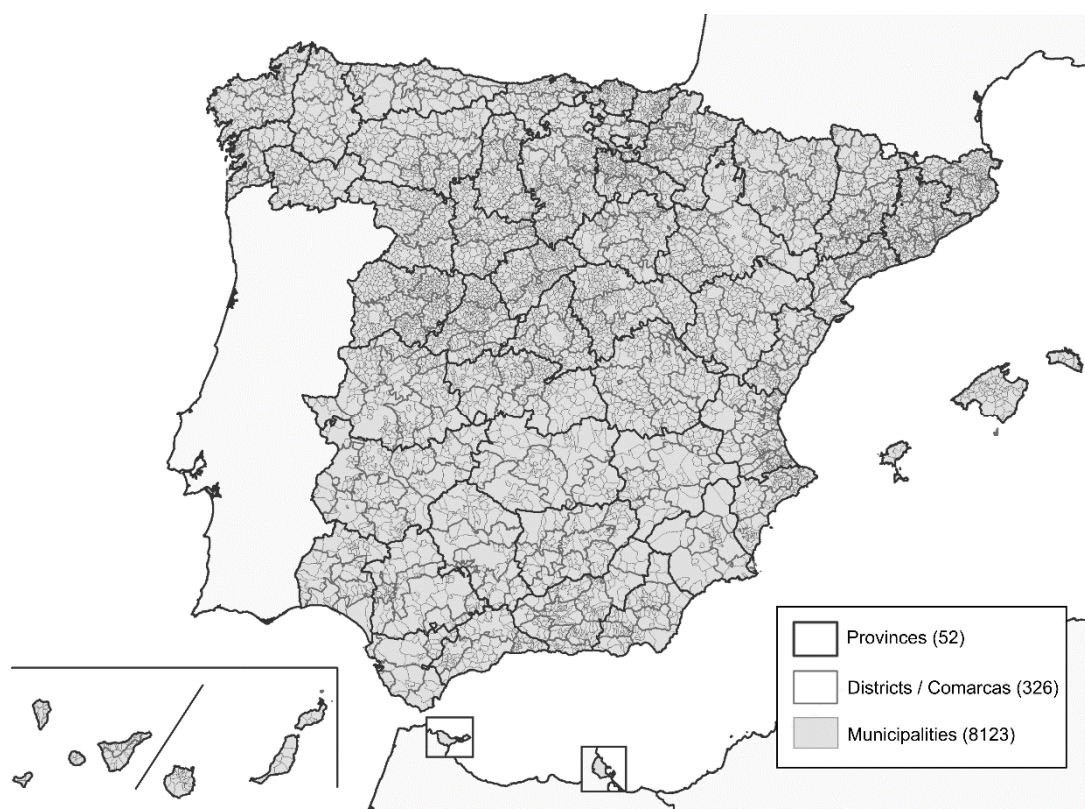 Provinces (52)
Districts / Comarcas (326)
Municipalities (8123)